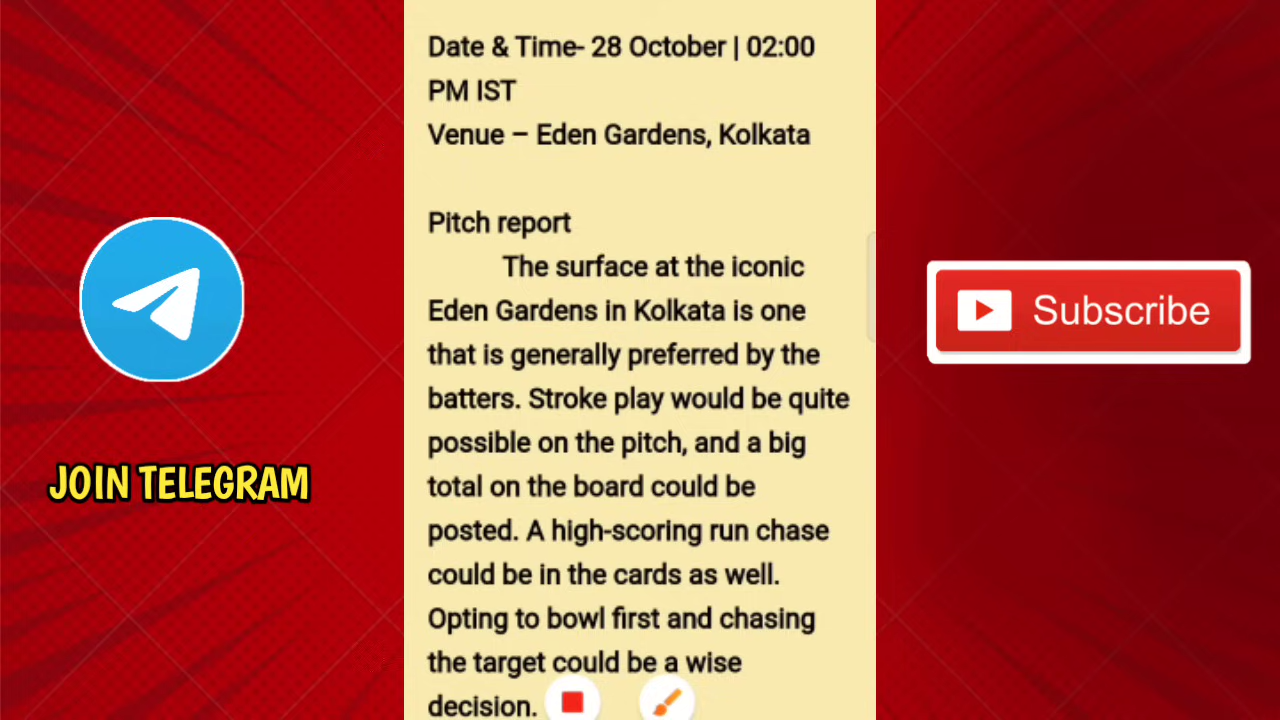 Date & Time- 28 October | 02:00
PM IST
Venue – Eden Gardens, Kolkata
Pitch report
The surface at the iconic
Eden Gardens in Kolkata is one
that is generally preferred by the
batters. Stroke play would be quite
possible on the pitch, and a big
total on the board could be
posted. A high-scoring run chase
could be in the cards as well.
Opting to bowl first and chasing
the target could be a wise
decision.
JOIN TELEGRAM
Subscribe